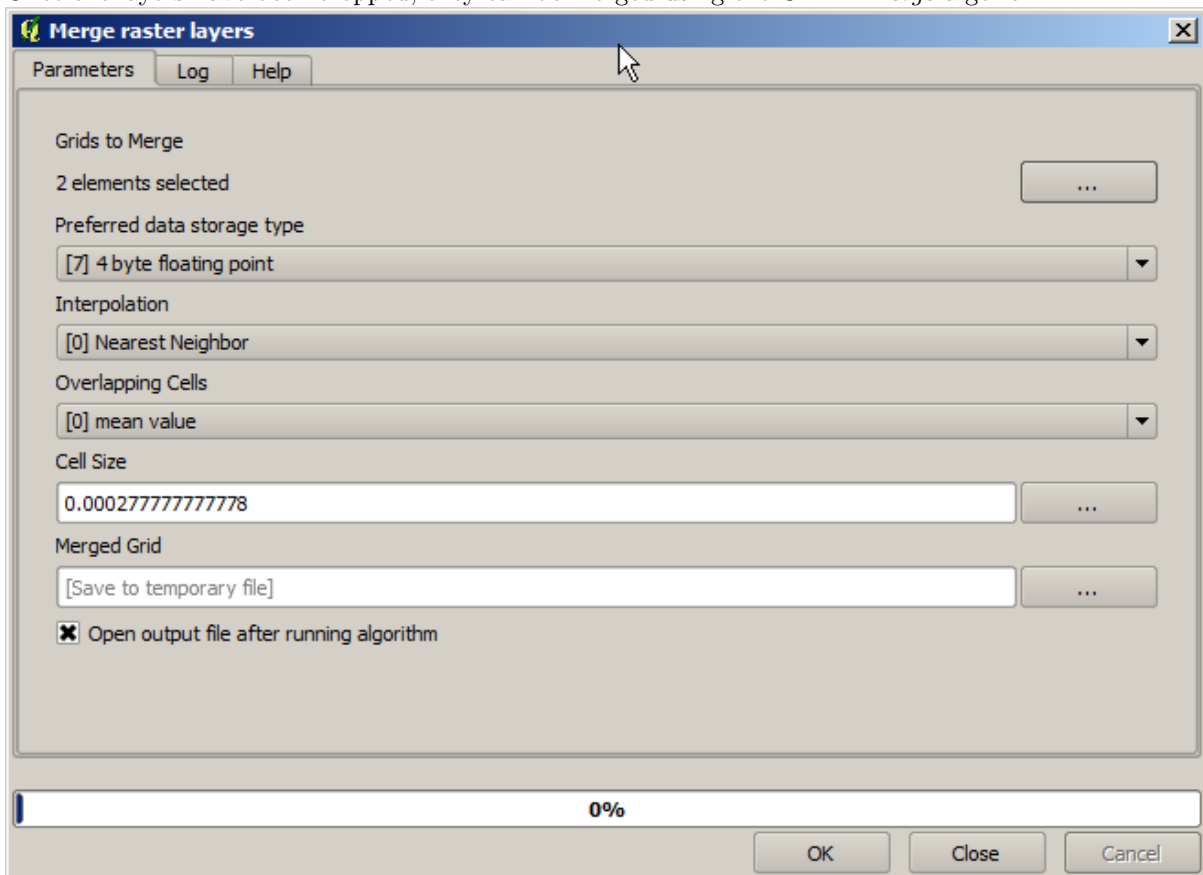 Merge raster layers
Parameters Log Help
Grids to Merge
2 elements selected
...
Preferred data storage type
[7] 4 byte floating point
Interpolation
[0] Nearest Neighbor
Overlapping Cells
[0] mean value
Cell Size
0.000277777777778
...
Merged Grid
[Save to temporary file]
...
Open output file after running algorithm
0%
OK Close Cancel